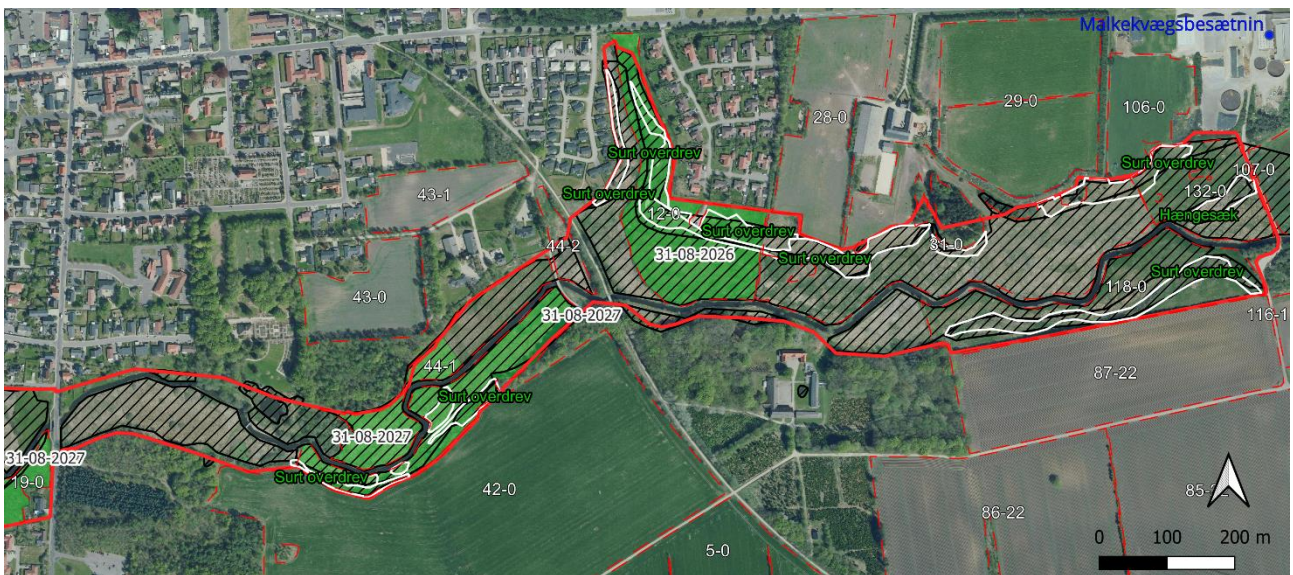 Malkekvægsbesætnin
28-0
29-0
106-0
Surt overdrev
Surt overdrev
43-1
Surt overdrev
107-0
132-0
12-0
Surt overdrev
Hængesæk
44-2
31-08-2026
Surt overdrev
31-0
Surt overdrev
118-0
43-0
31-08-2027
116-1
44-1
87-22
Surt overdrev
31-08-2027
31-08-2027
19-0
Surt overdrev
42-0
86-22
5-0
0 100 200 m